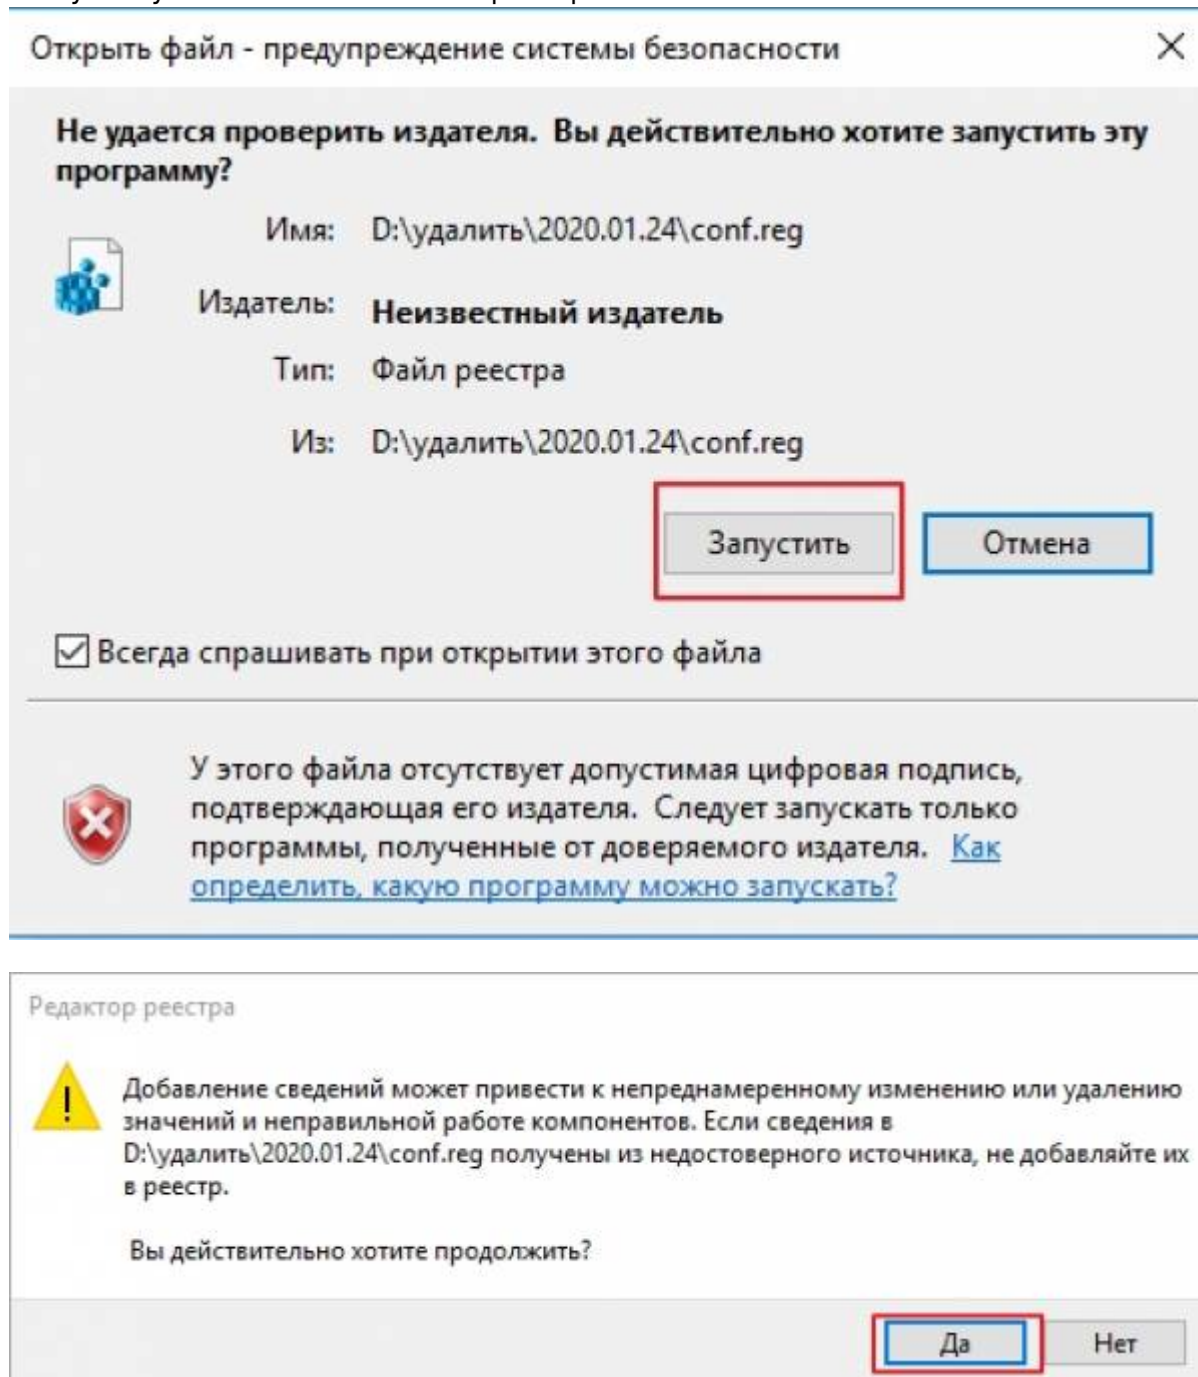 Открыть файл - предупреждение системы безопасности
Не удается проверить издателя. Вы действительно хотите запустить эту
программу?
Имя: D:\удалить\2020.01.24\conf.reg
Издатель: Неизвестный издатель
Тип: Файл реестра
Из: D:\удалить\2020.01.24\conf.reg
Запустить Отмена
Всегда спрашивать при открытии этого файла
У этого файла отсутствует допустимая цифровая подпись,
подтверждающая его издателя. Следует запускать только
программы, полученные от доверяемого издателя. Как
определить, какую программу можно запускать?
Редактор реестра
Добавление сведений может привести к непреднамеренному изменению или удалению
значений и неправильной работе компонентов. Если сведения в
D:\удалить\2020.01.24\conf.reg получены из недостоверного источника, не добавляйте их
в реестр.
Вы действительно хотите продолжить?
Да Нет